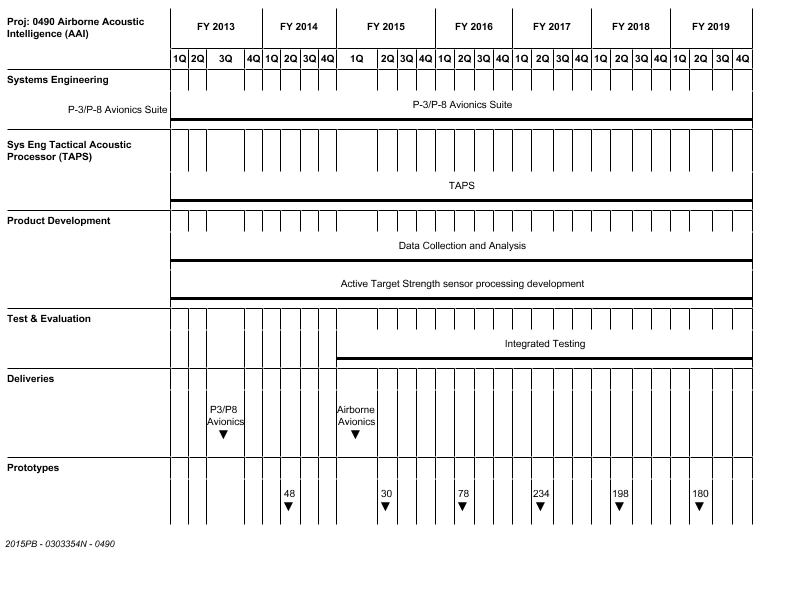 Proj: 0490 Airborne Acoustic
Intelligence (AAI)
FY 2013 FY 2014 FY 2015 FY 2016 FY 2017 FY 2018 FY 2019
1Q 2Q 3Q 4Q 1Q 2Q 3Q 4Q 1Q 2Q 3Q 4Q 1Q 2Q 3Q 4Q 1Q 2Q 3Q 4Q 1Q 2Q 3Q 4Q 1Q 2Q 3Q 4Q
Systems Engineering
P-3/P-8 Avionics Suite
P-3/P-8 Avionics Suite
Sys Eng Tactical Acoustic
Processor (TAPS)
TAPS
Product Development
Data Collection and Analysis
Active Target Strength sensor processing development
Test & Evaluation
Integrated Testing
Deliveries
P3/P8
Avionics
Airborne
Avionics
Prototypes
48 30 78 234 198 180
2015PB - 0303354N - 0490